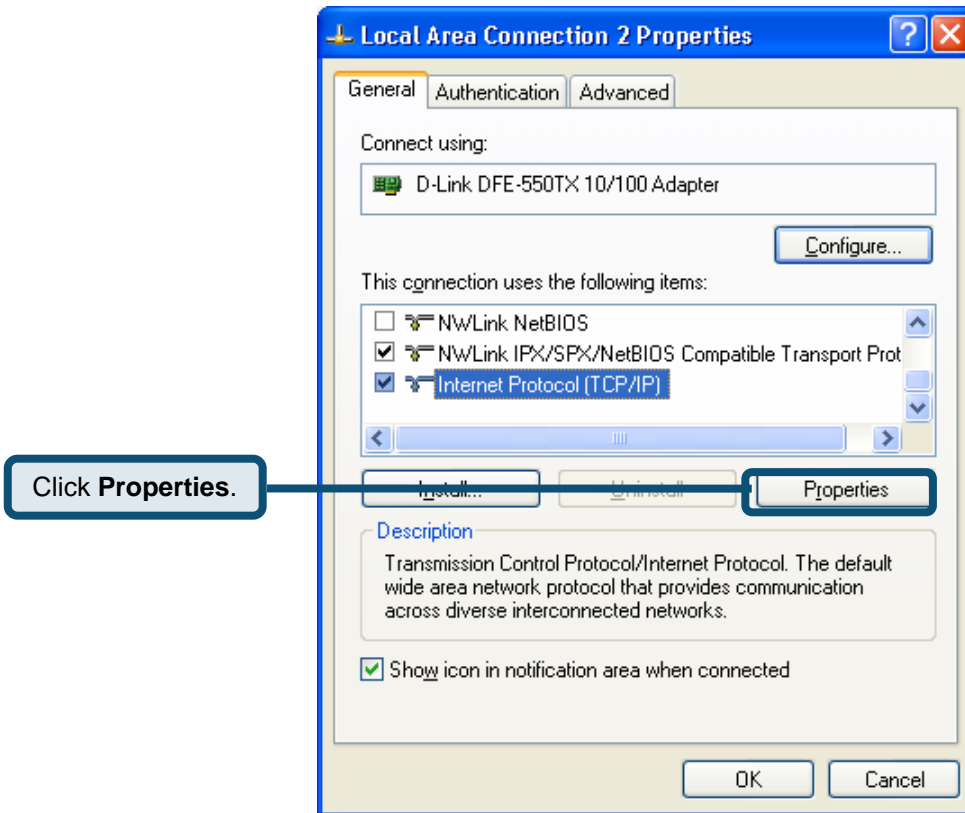 Local Area Connection 2 Properties
General Authentication Advanced
Connect using:
D-Link DFE-550TX 10/100 Adapter
Configure...
This connection uses the following items:
NWLink NetBIOS
NWLink IPX/SPX/NetBIOS Compatible Transport Prot
Internet Protocol (TCP/IP)
Click Properties.
Install... Uninstall Properties
Description
Transmission Control Protocol/Internet Protocol. The default
wide area network protocol that provides communication
across diverse interconnected networks.
Show icon in notification area when connected
OK Cancel